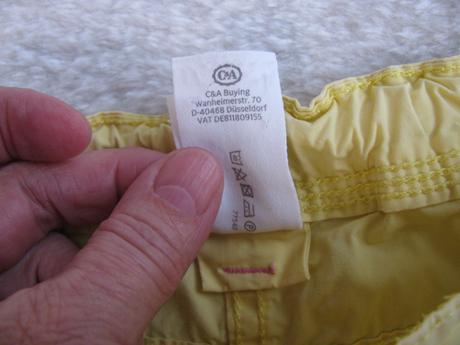 C&A
C&A Buying
Wanheimerstr. 70
D-40468 Düsseldorf
VAT DE811809155